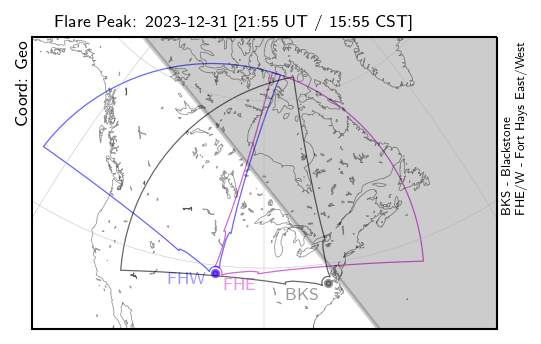 Flare Peak: 2023-12-31 [21:55 UT / 15:55 CST]
Coord: Geo
BKS - Blackstone
FHE/W - Fort Hays East/West
FHW
FHE
BKS